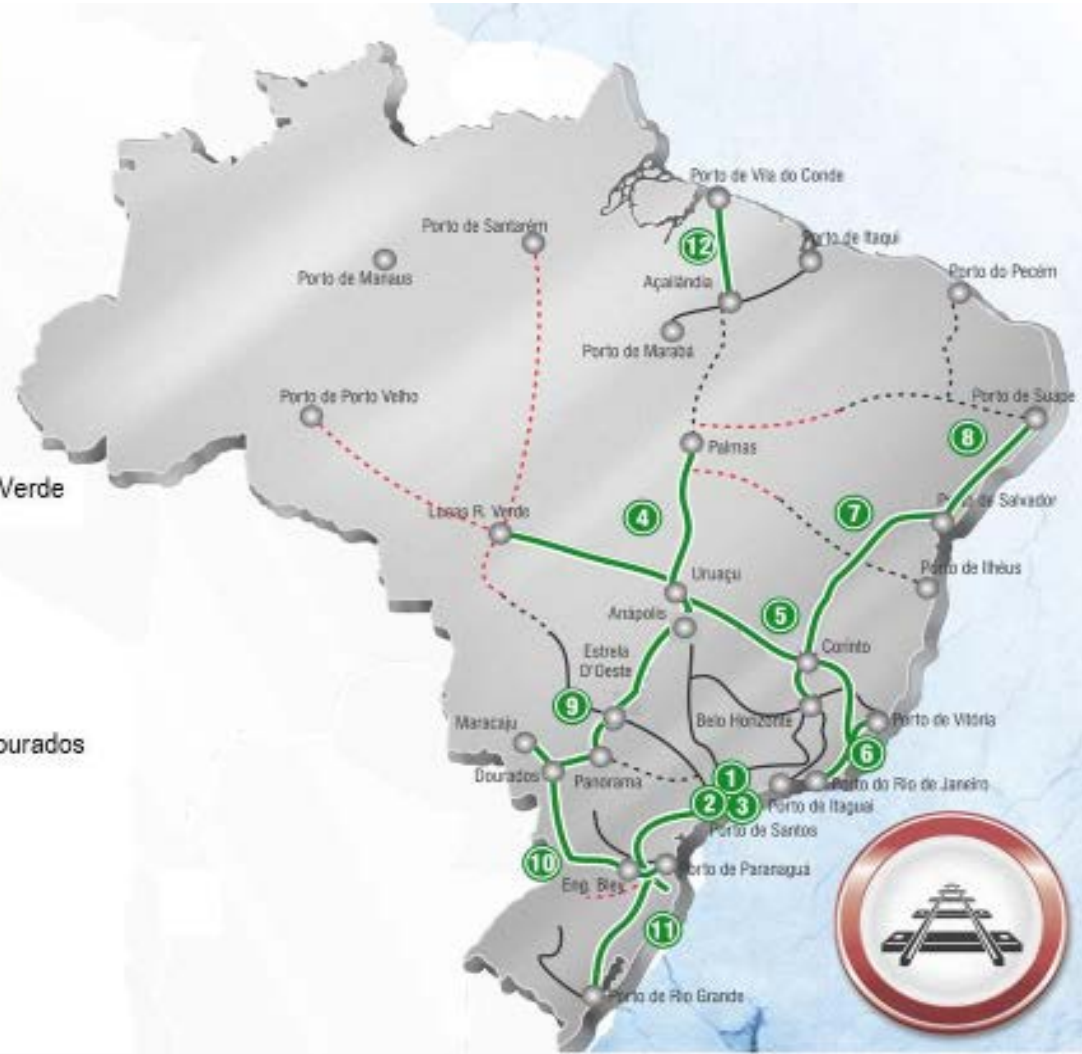 Porto de Vila do Conde
Porto de Santarém
12
Porto de Itaqui
Porto de Manaus
Açailândia
Porto do Pecém
Porto de Marabá
Porto de Porto Velho
Porto de Suape
8
Palmas
Verde
4
7
Porto de Salvador
Lucas R. Verde
Uruaçu
Porto de Ilhéus
Anápolis
5
Corinto
Estrela
D'Oeste
9
Belo Horizonte
Porto de Vitória
Maracaju
ourados
6
Dourados
Panorama
1
Porto do Rio de Janeiro
2
3
Porto de Itaguaí
Porto de Santos
10
Eng. Bley
Porto de Paranaguá
11
Porto de Rio Grande